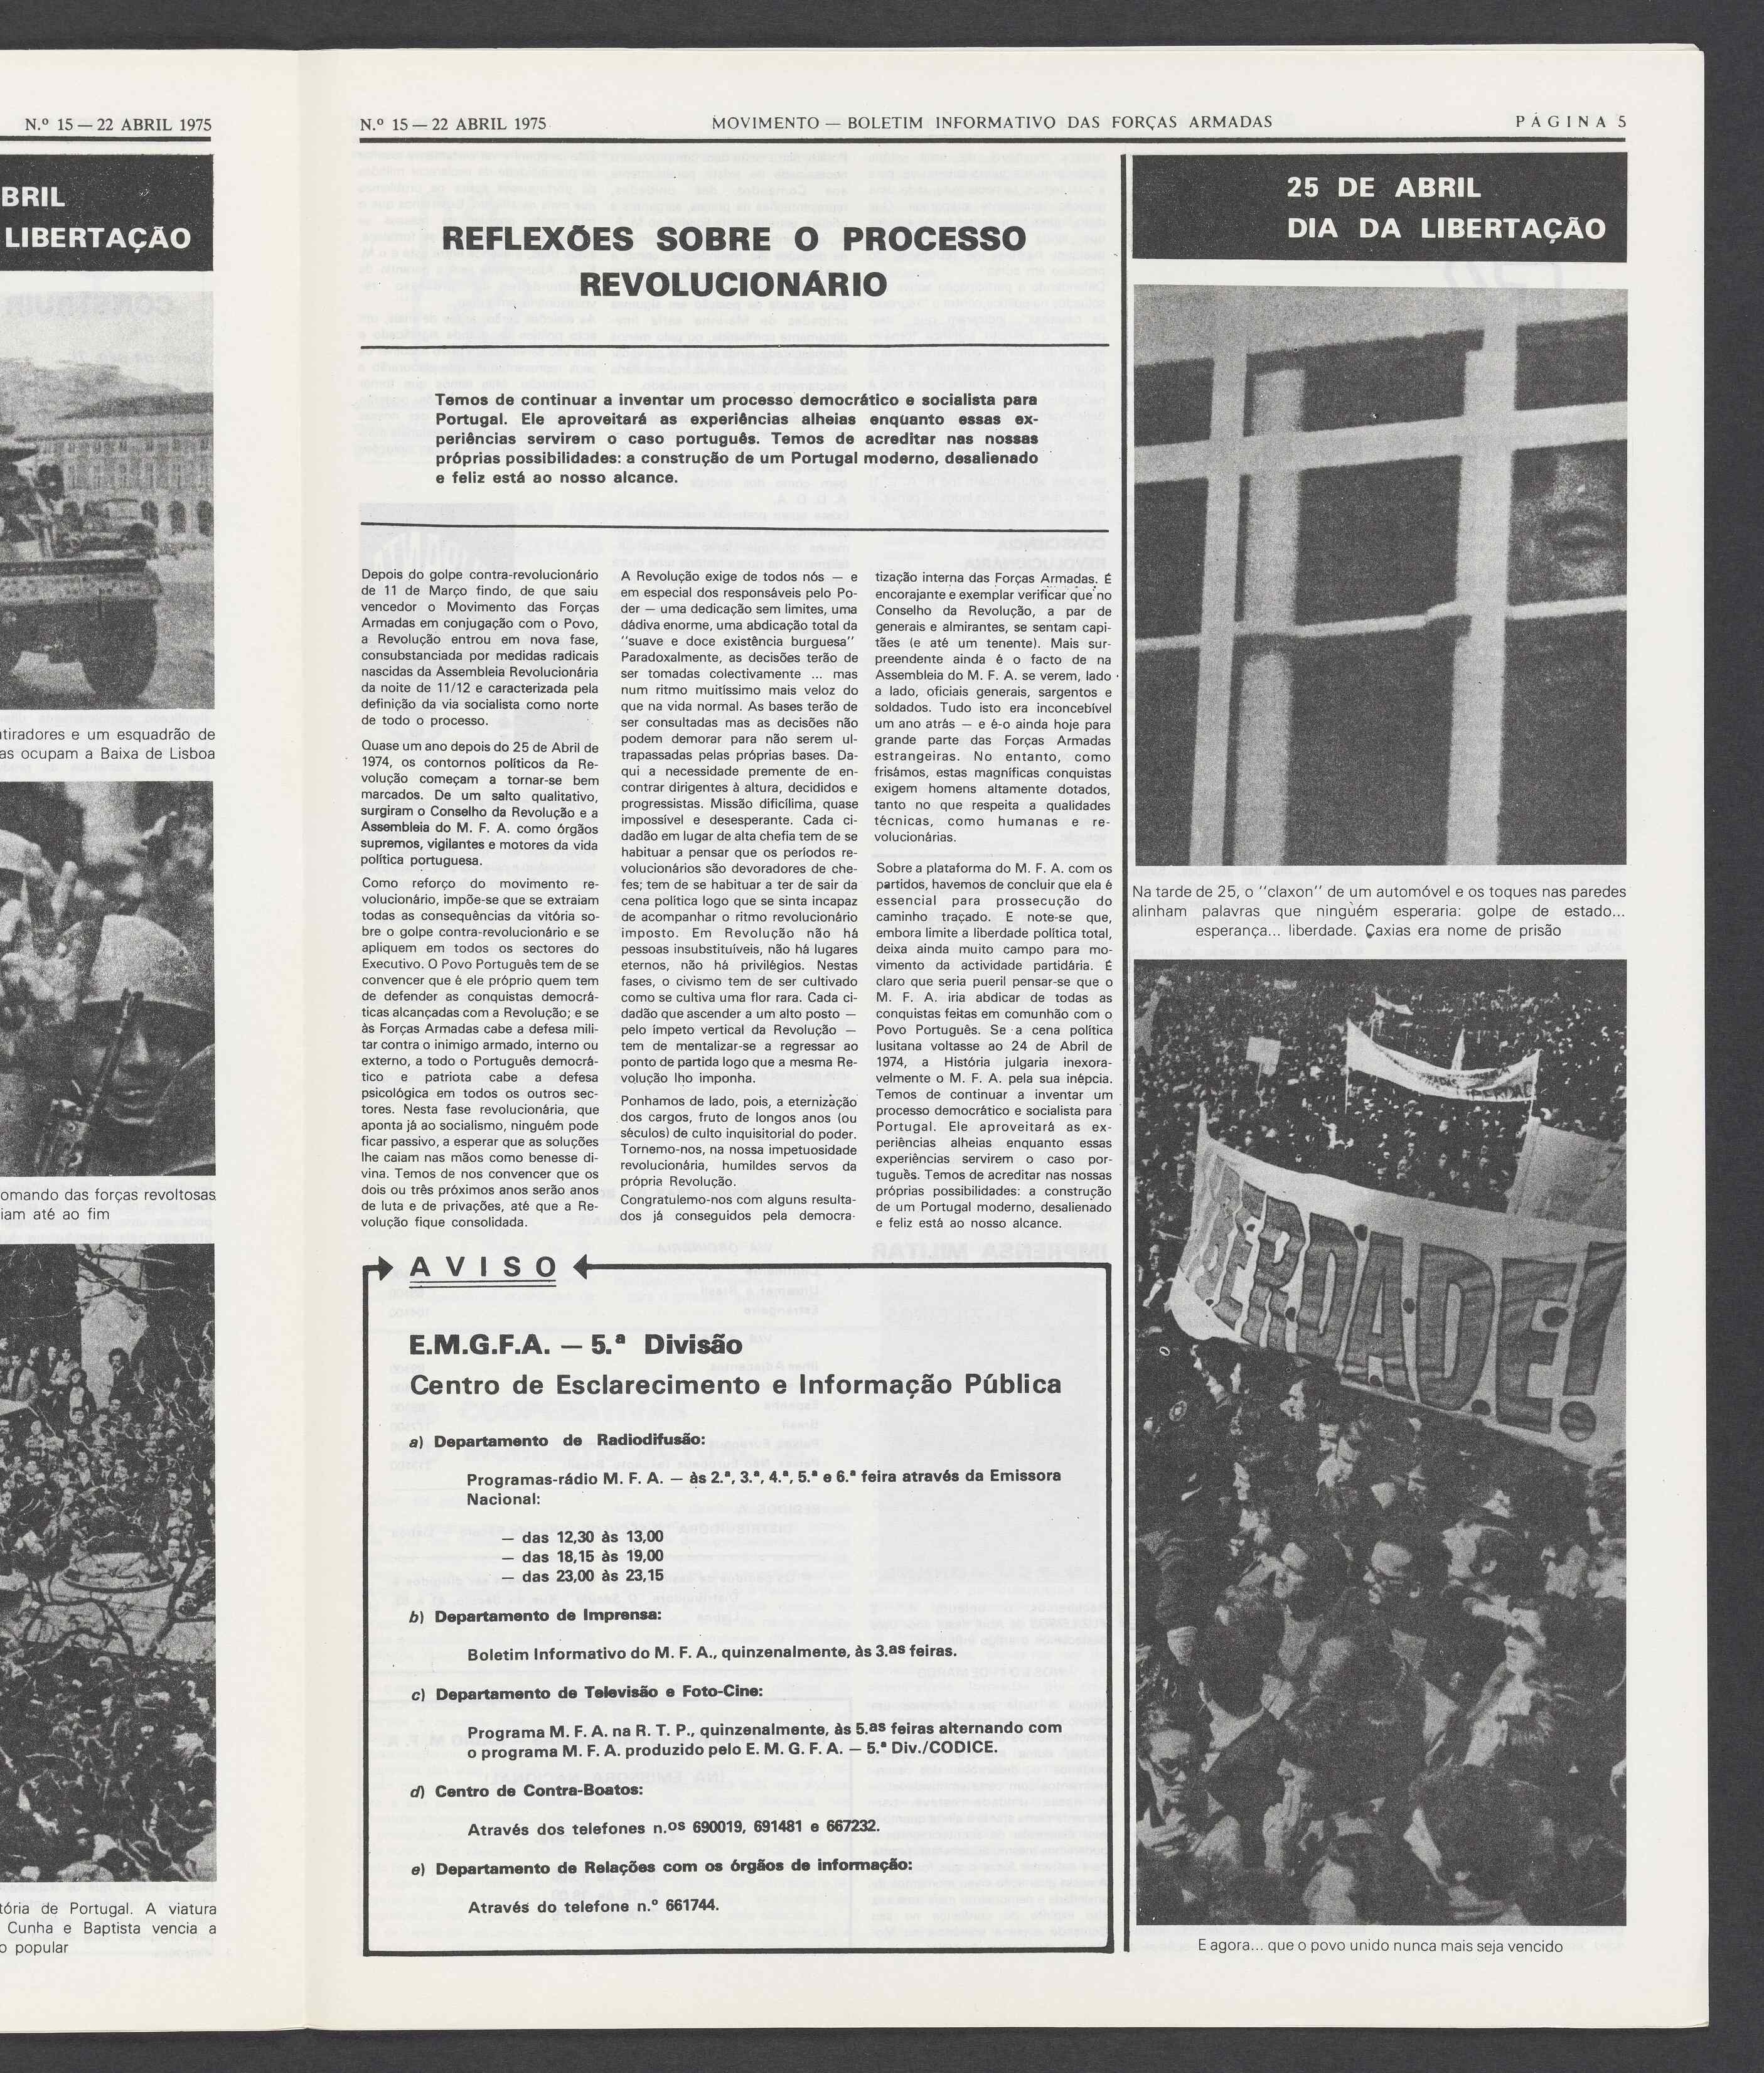 N.º 15 — 22 ABRIL 1975
BRIL
LIBERTAÇÃO
tiradores e um esquadrão de
as ocupam a Baixa de Lisboa
omando das forças revoltosas
iam até ao fim
tória de Portugal. A viatura
Cunha e Baptista vencia a
o popular
N.º 15 — 22 ABRIL 1975
MOVIMENTO — BOLETIM INFORMATIVO DAS FORÇAS ARMADAS
PÁGINA 5
REFLEXÕES SOBRE O PROCESSO
REVOLUCIONÁRIO
Temos de continuar a inventar um processo democrático e socialista para
Portugal. Ele aproveitará as experiências alheias enquanto essas ex-
periências servirem o caso português. Temos de acreditar nas nossas
próprias possibilidades: a construção de um Portugal moderno, desalienado
e feliz está ao nosso alcance.
Depois do golpe contra-revolucionário
de 11 de Março findo, de que saiu
vencedor o Movimento das Forças
Armadas em conjugação com o Povo,
a Revolução entrou em nova fase,
consubstanciada por medidas radicais
nascidas da Assembleia Revolucionária
da noite de 11/12 e caracterizada pela
definição da via socialista como norte
de todo o processo.
Quase um ano depois do 25 de Abril de
1974, os contornos políticos da Re-
volução começam a tornar-se bem
marcados. De um salto qualitativo,
surgiram o Conselho da Revolução e a
Assembleia do M. F. A. como órgãos
supremos, vigilantes e motores da vida
política portuguesa.
Como reforço do movimento re-
volucionário, impõe-se que se extraiam
todas as consequências da vitória so-
bre o golpe contra-revolucionário e se
apliquem em todos os sectores do
Executivo. O Povo Português tem de se
convencer que é ele próprio quem tem
de defender as conquistas democrá-
ticas alcançadas com a Revolução; e se
às Forças Armadas cabe a defesa mili-
tar contra o inimigo armado, interno ou
externo, a todo o Português democrá-
tico e patriota cabe a defesa
psicológica em todos os outros sec-
tores. Nesta fase revolucionária, que
aponta já ao socialismo, ninguém pode
ficar passivo, a esperar que as soluções
lhe caiam nas mãos como benesse di-
vina. Temos de nos convencer que os
dois ou três próximos anos serão anos
de luta e de privações, até que a Re-
volução fique consolidada.
A Revolução exige de todos nós — e
em especial dos responsáveis pelo Po-
der — uma dedicação sem limites, uma
dádiva enorme, uma abdicação total da
"suave e doce existência burguesa"
Paradoxalmente, as decisões terão de
ser tomadas colectivamente ... mas
num ritmo muitíssimo mais veloz do
que na vida normal. As bases terão de
ser consultadas mas as decisões não
podem demorar para não serem ul-
trapassadas pelas próprias bases. Da-
qui a necessidade premente de en-
contrar dirigentes à altura, decididos e
progressistas. Missão dificílima, quase
impossível e desesperante. Cada ci-
dadão em lugar de alta chefia tem de se
habituar a pensar que os períodos re-
volucionários são devoradores de che-
fes; tem de se habituar a ter de sair da
cena política logo que se sinta incapaz
de acompanhar o ritmo revolucionário
imposto. Em Revolução não há
pessoas insubstituíveis, não há lugares
eternos, não há privilégios. Nestas
fases, o civismo tem de ser cultivado
como se cultiva uma flor rara. Cada ci-
dadão que ascender a um alto posto —
pelo ímpeto vertical da Revolução —
tem de mentalizar-se a regressar ao
ponto de partida logo que a mesma Re-
volução lho imponha.
Ponhamos de lado, pois, a eternização
dos cargos, fruto de longos anos (ou
séculos) de culto inquisitorial do poder.
Tornemo-nos, na nossa impetuosidade
revolucionária, humildes servos da
própria Revolução.
Congratulemo-nos com alguns resulta-
dos já conseguidos pela democra-
tização interna das Forças Armadas. É
encorajante e exemplar verificar que no
Conselho da Revolução, a par de
generais e almirantes, se sentam capi-
tães (e até um tenente). Mais sur-
preendente ainda é o facto de na
Assembleia do M. F. A. se verem, lado
a lado, oficiais generais, sargentos e
soldados. Tudo isto era inconcebível
um ano atrás — e é-o ainda hoje para
grande parte das Forças Armadas
estrangeiras. No entanto, como
frisámos, estas magníficas conquistas
exigem homens altamente dotados,
tanto no que respeita a qualidades
técnicas, como humanas e re-
volucionárias.
Sobre a plataforma do M. F. A. com os
partidos, havemos de concluir que ela é
essencial para prossecução do
caminho traçado. E note-se que,
embora limite a liberdade política total,
deixa ainda muito campo para mo-
vimento da actividade partidária. É
claro que seria pueril pensar-se que o
M. F. A. iria abdicar de todas as
conquistas feitas em comunhão com o
Povo Português. Se a cena política
lusitana voltasse ao 24 de Abril de
1974, a História julgaria inexora-
velmente o M. F. A. pela sua inépcia.
Temos de continuar a inventar um
processo democrático e socialista para
Portugal. Ele aproveitará as ex-
periências alheias enquanto essas
experiências servirem o caso por-
tuguês. Temos de acreditar nas nossas
próprias possibilidades: a construção
de um Portugal moderno, desalienado
e feliz está ao nosso alcance.
AVISO
E.M.G.F.A. — 5.ª Divisão
Centro de Esclarecimento e Informação Pública
a) Departamento de Radiodifusão:
Programas-rádio M. F. A. — às 2.ª, 3.ª, 4.ª, 5.ª e 6.ª feira através da Emissora
Nacional:
— das 12,30 às 13,00
— das 18,15 às 19,00
— das 23,00 às 23,15
b) Departamento de Imprensa:
Boletim Informativo do M. F. A., quinzenalmente, às 3.as feiras.
c) Departamento de Televisão e Foto-Cine:
Programa M. F. A. na R. T. P., quinzenalmente, às 5.as feiras alternando com
o programa M. F. A. produzido pelo E. M. G. F. A. — 5.ª Div./CODICE.
d) Centro de Contra-Boatos:
Através dos telefones n.os 690019, 691481 e 667232.
e) Departamento de Relações com os órgãos de informação:
Através do telefone n.º 661744.
25 DE ABRIL
DIA DA LIBERTAÇÃO
Na tarde de 25, o "claxon" de um automóvel e os toques nas paredes
alinham palavras que ninguém esperaria: golpe de estado...
esperança... liberdade. Caxias era nome de prisão
BERDADE!
E agora... que o povo unido nunca mais seja vencido